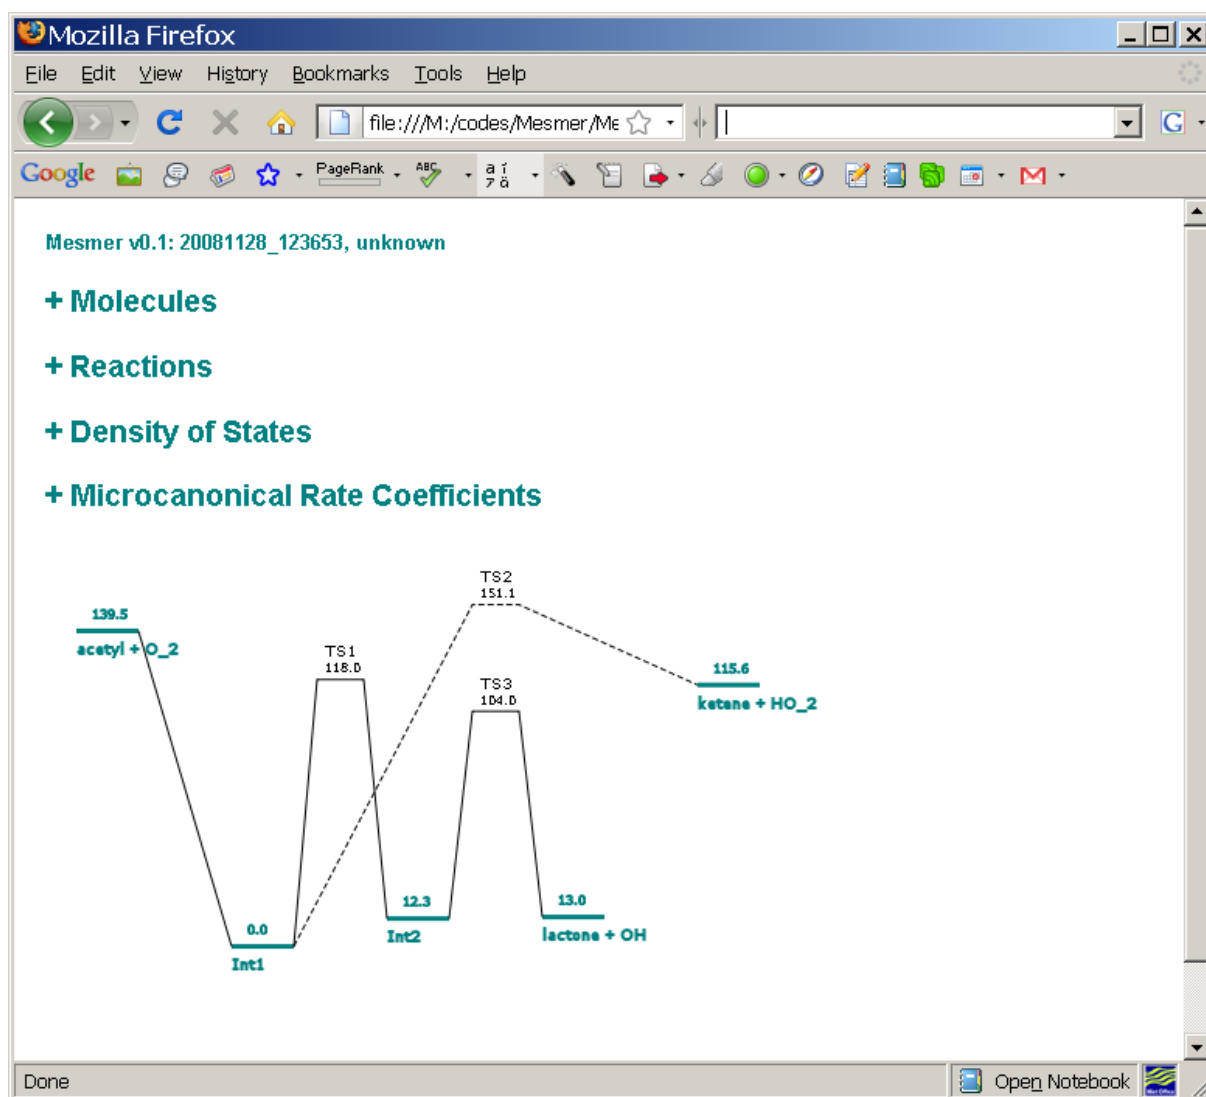 Mozilla Firefox
File Edit View History Bookmarks Tools Help
file:///M:/codes/Mesmer/Me
G
Google PageRank ABC a í 7 ä M
Mesmer v0.1: 20081128_123653, unknown
+ Molecules
+ Reactions
+ Density of States
+ Microcanonical Rate Coefficients
TS2
151.1
139.5
acetyl + O_2
TS1
118.0
115.6
ketene + HO_2
TS3
104.0
12.3
Int2
13.0
lactone + OH
0.0
Int1
Done Open Notebook